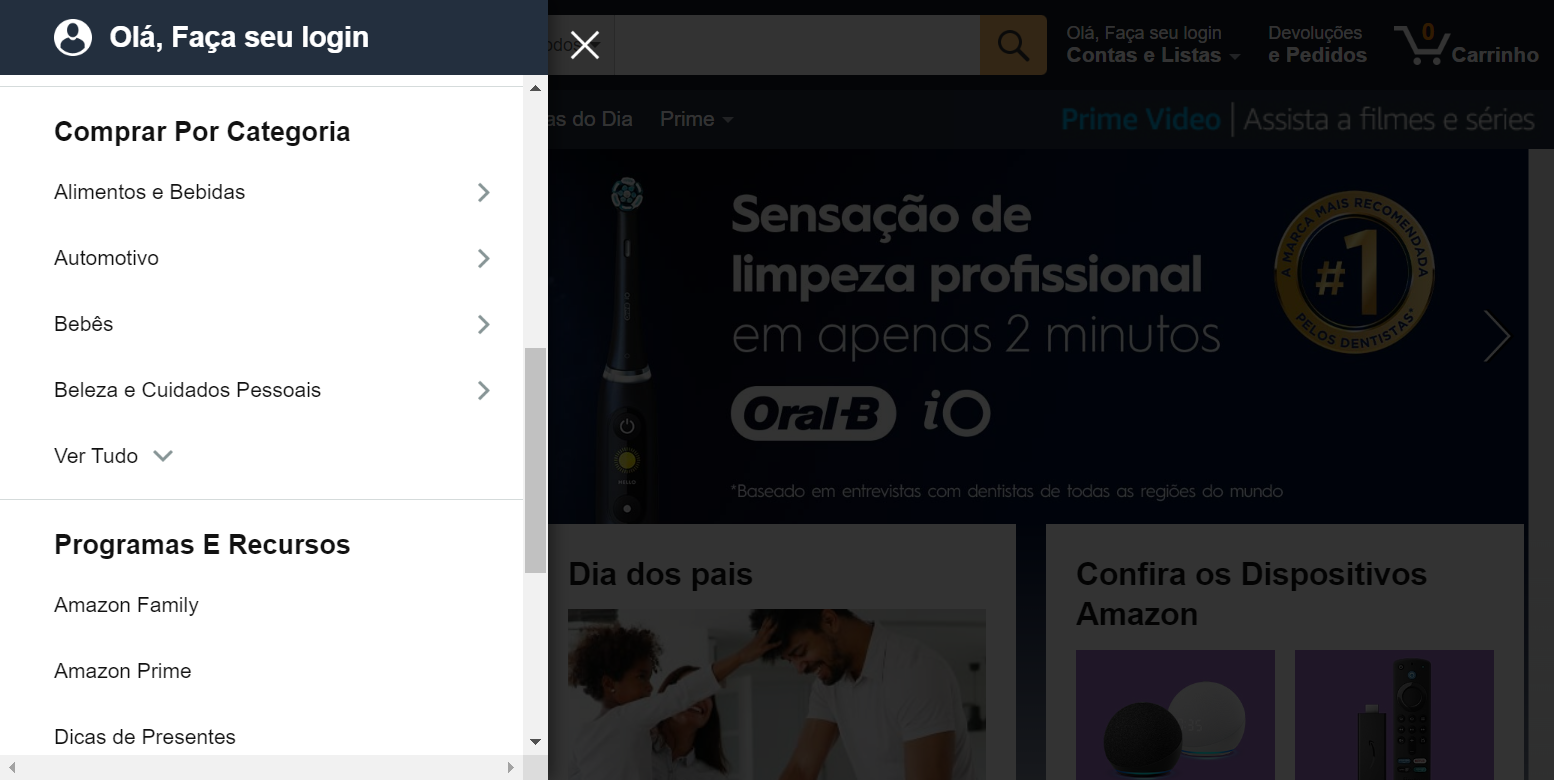 Olá, Faça seu login
Comprar Por Categoria
Alimentos e Bebidas
Automotivo
Bebês
Beleza e Cuidados Pessoais
Ver Tudo
Programas E Recursos
Amazon Family
Amazon Prime
Dicas de Presentes
Olá, Faça seu login
Contas e Listas
Devoluções
e Pedidos
0
Carrinho
as do Dia
Prime
Prime Video | Assista a filmes e séries
Sensação de
limpeza profissional
em apenas 2 minutos
Oral-B iO
A MARCA MAIS RECOMENDADA
#1
PELOS DENTISTAS*
HELLO
*Baseado em entrevistas com dentistas de todas as regiões do mundo
Dia dos pais
Confira os Dispositivos
Amazon